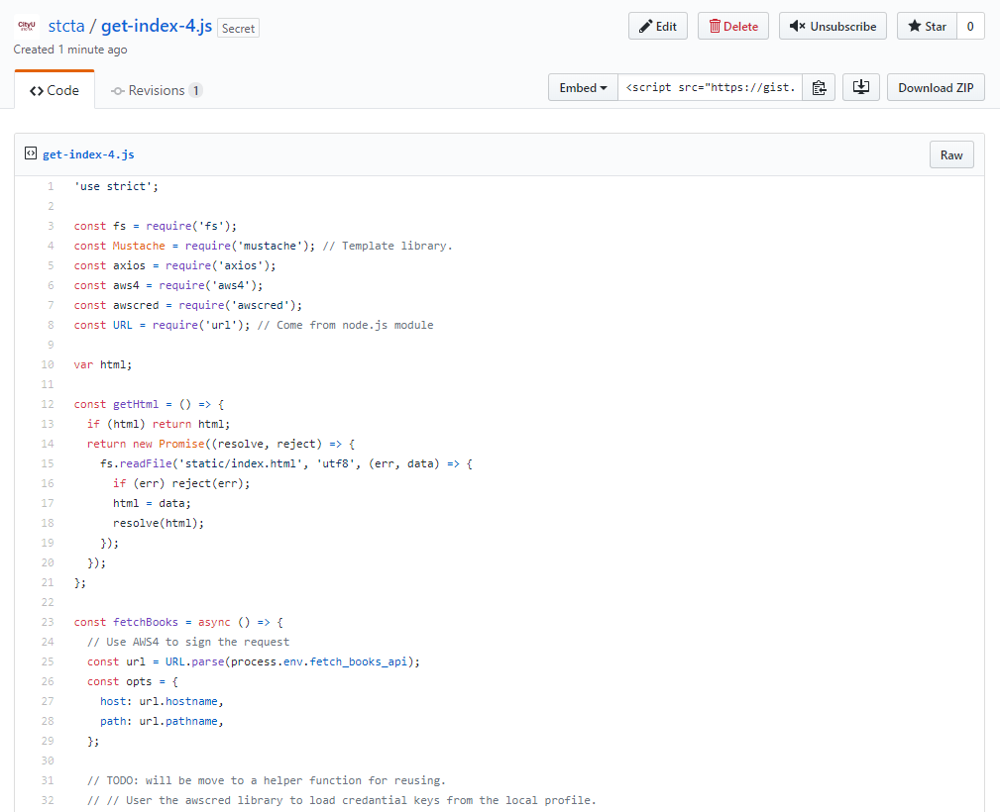 CityU
stcta / get-index-4.js Secret
Edit Delete Unsubscribe Star 0
Created 1 minute ago
Code Revisions 1
Embed <script src="https://gist. Download ZIP
get-index-4.js Raw
1 'use strict';
2
3 const fs = require('fs');
4 const Mustache = require('mustache'); // Template library.
5 const axios = require('axios');
6 const aws4 = require('aws4');
7 const awscred = require('awscred');
8 const URL = require('url'); // Come from node.js module
9
10 var html;
11
12 const getHtml = () => {
13   if (html) return html;
14   return new Promise((resolve, reject) => {
15     fs.readFile('static/index.html', 'utf8', (err, data) => {
16       if (err) reject(err);
17       html = data;
18       resolve(html);
19     });
20   });
21 };
22
23 const fetchBooks = async () => {
24   // Use AWS4 to sign the request
25   const url = URL.parse(process.env.fetch_books_api);
26   const opts = {
27     host: url.hostname,
28     path: url.pathname,
29   };
30
31   // TODO: will be move to a helper function for reusing.
32   // // User the awscred library to load credantial keys from the local profile.